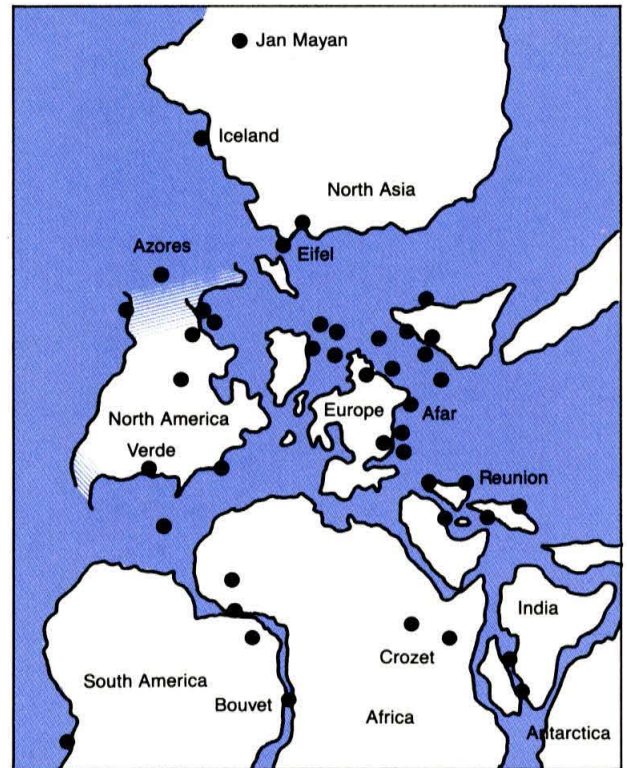 Jan Mayan
Iceland
North Asia
Azores
Eifel
North America
Europe
Afar
Verde
Reunion
India
Crozet
South America
Bouvet
Africa
Antarctica